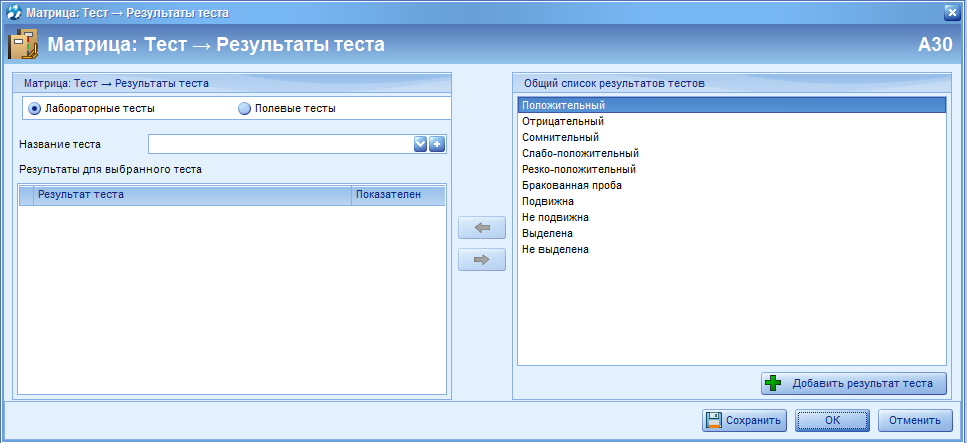 Матрица: Тест → Результаты теста
Матрица: Тест → Результаты теста
A30
Матрица: Тест → Результаты теста
Лабораторные тесты
Полевые тесты
Название теста
Результаты для выбранного теста
Результат теста
Показателен
Общий список результатов тестов
Положительный
Отрицательный
Сомнительный
Слабо-положительный
Резко-положительный
Бракованная проба
Подвижна
Не подвижна
Выделена
Не выделена
Добавить результат теста
Сохранить
OK
Отменить